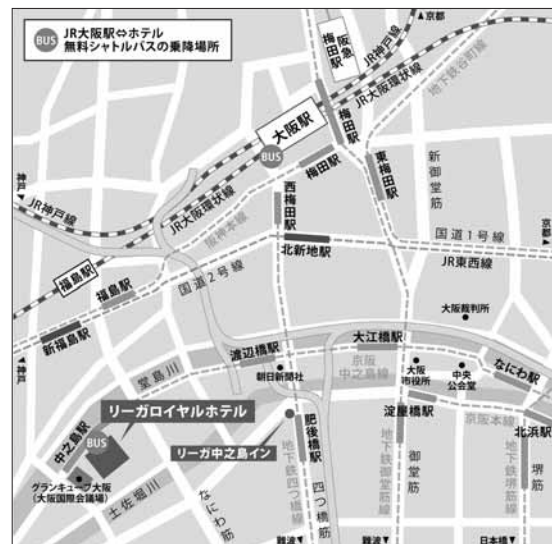 BUS
JR大阪駅⇔ホテル
無料シャトルバスの乗降場所
▲京都
阪急
梅田駅
JR神戸線
JR大阪環状線
地下鉄谷町線
梅田駅
大阪駅
BUS
梅田駅
東梅田駅
新御堂筋
神戸
JR神戸線
JR大阪環状線
阪神本線
西梅田駅
北新地駅
国道1号線
京都
JR東西線
福島駅
福島駅
国道2号線
新福島駅
神戸
大阪裁判所
堂島川
渡辺橋駅
大江橋駅
朝日新聞社
京阪
中之島線
大阪
市役所
中央
公会堂
なにわ駅
リーガロイヤルホテル
中之島駅
BUS
リーガ中之島イン
肥後橋駅
淀屋橋駅
京阪本線
北浜駅
グランキューブ大阪
(大阪国際会議場)
土佐堀川
なにわ筋
地下鉄四つ橋線
四つ橋筋
地下鉄御堂筋線
御堂筋
地下鉄堺筋線
堺筋
難波▼
難波▼
日本橋▼